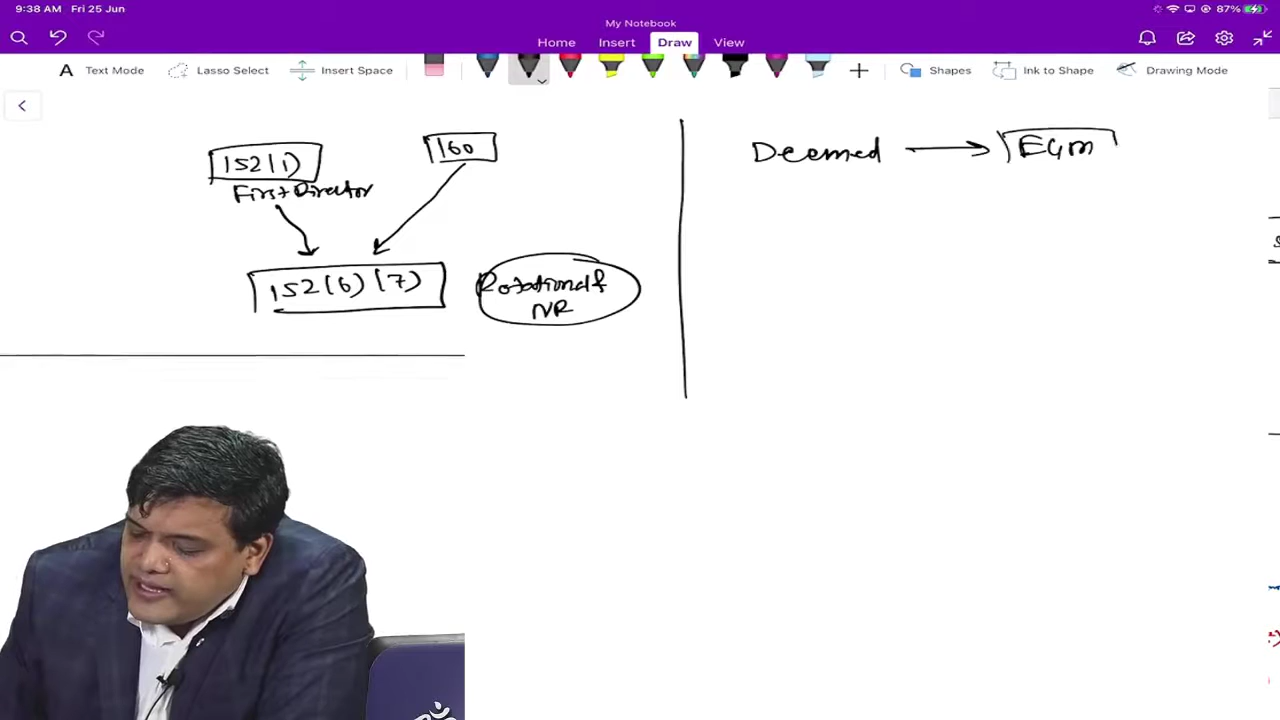 9:38 AM Fri 25 Jun
87%
My Notebook
Home Insert Draw View
Text Mode
Lasso Select
Insert Space
Shapes
Ink to Shape
Drawing Mode
152(1)
First Director
160
152(6)(7)
Rotational &
NR
Deemed → EGM